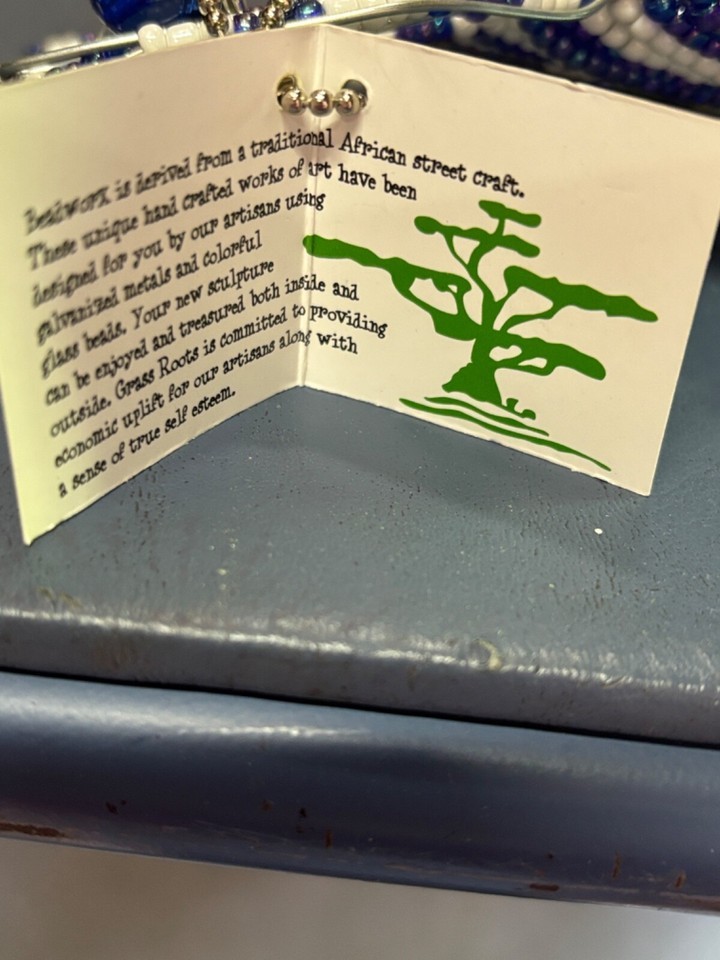 Beadworx is derived from a traditional African street craft.
These unique hand crafted works of art have been
designed for you by our artisans using
galvanized metals and colorful
glass beads. Your new sculpture
can be enjoyed and treasured both inside and
outside. Grass Roots is committed to providing
economic uplift for our artisans along with
a sense of true self esteem.